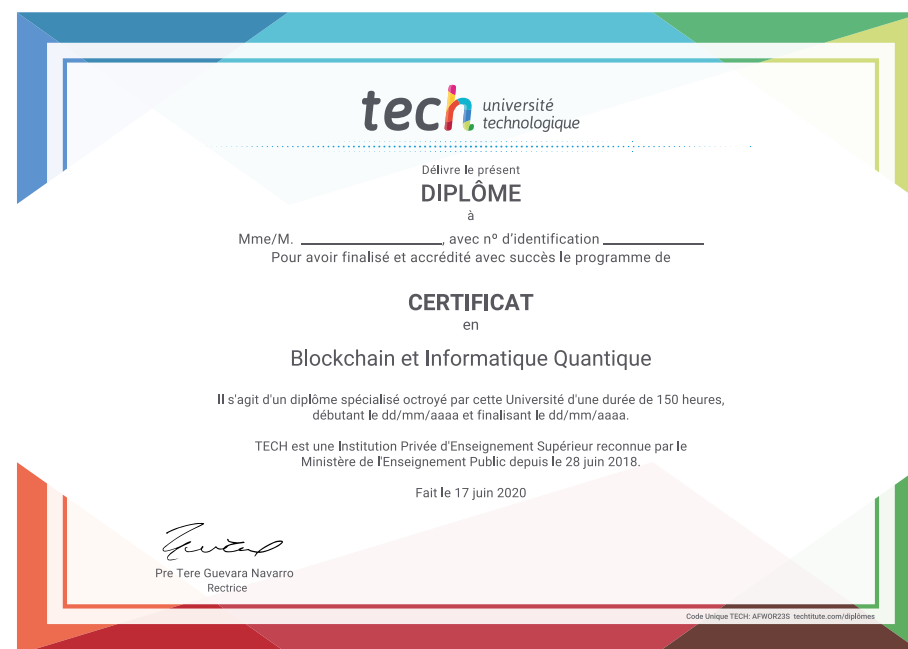 tech université
technologique
Délivre le présent
DIPLÔME
à
Mme/M. ____________________, avec nº d'identification ______________
Pour avoir finalisé et accrédité avec succès le programme de
CERTIFICAT
en
Blockchain et Informatique Quantique
Il s'agit d'un diplôme spécialisé octroyé par cette Université d'une durée de 150 heures,
débutant le dd/mm/aaaa et finalisant le dd/mm/aaaa.
TECH est une Institution Privée d'Enseignement Supérieur reconnue par le
Ministère de l'Enseignement Public depuis le 28 juin 2018.
Fait le 17 juin 2020
Pre Tere Guevara Navarro
Rectrice
Code Unique TECH: AFWOR23S techtitute.com/diplômes